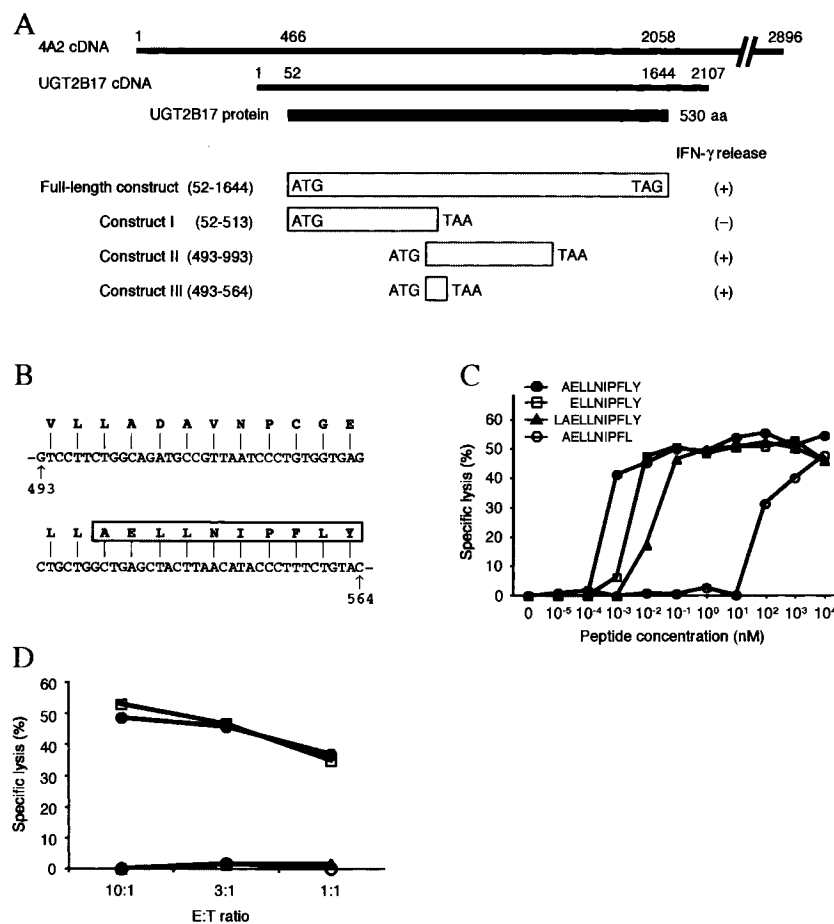 A
1 466 2058 2896
4A2 cDNA
1 52 1644 2107
UGT2B17 cDNA
UGT2B17 protein 530 aa
IFN-γ release
Full-length construct (52-1644) ATG TAG (+)
Construct I (52-513) ATG TAA (−)
Construct II (493-993) ATG TAA (+)
Construct III (493-564) ATG TAA (+)
B
V L L A D A V N P C G E
-GTCCTTCTGGCAGATGCCGTTAATCCCTGTGGTGAG
493
L L A E L L N I P F L Y
CTGCTGGCTGAGCTACTTAACATACCCTTTCTGTAC-
564
C
AELLNIPFLY
ELLNIPFLY
LAELLNIPFLY
AELLNIPFL
Specific lysis (%)
60
50
40
30
20
10
0
0 10⁻⁵ 10⁻⁴ 10⁻³ 10⁻² 10⁻¹ 10⁰ 10¹ 10² 10³ 10⁴
Peptide concentration (nM)
D
Specific lysis (%)
60
50
40
30
20
10
0
10:1 3:1 1:1
E:T ratio